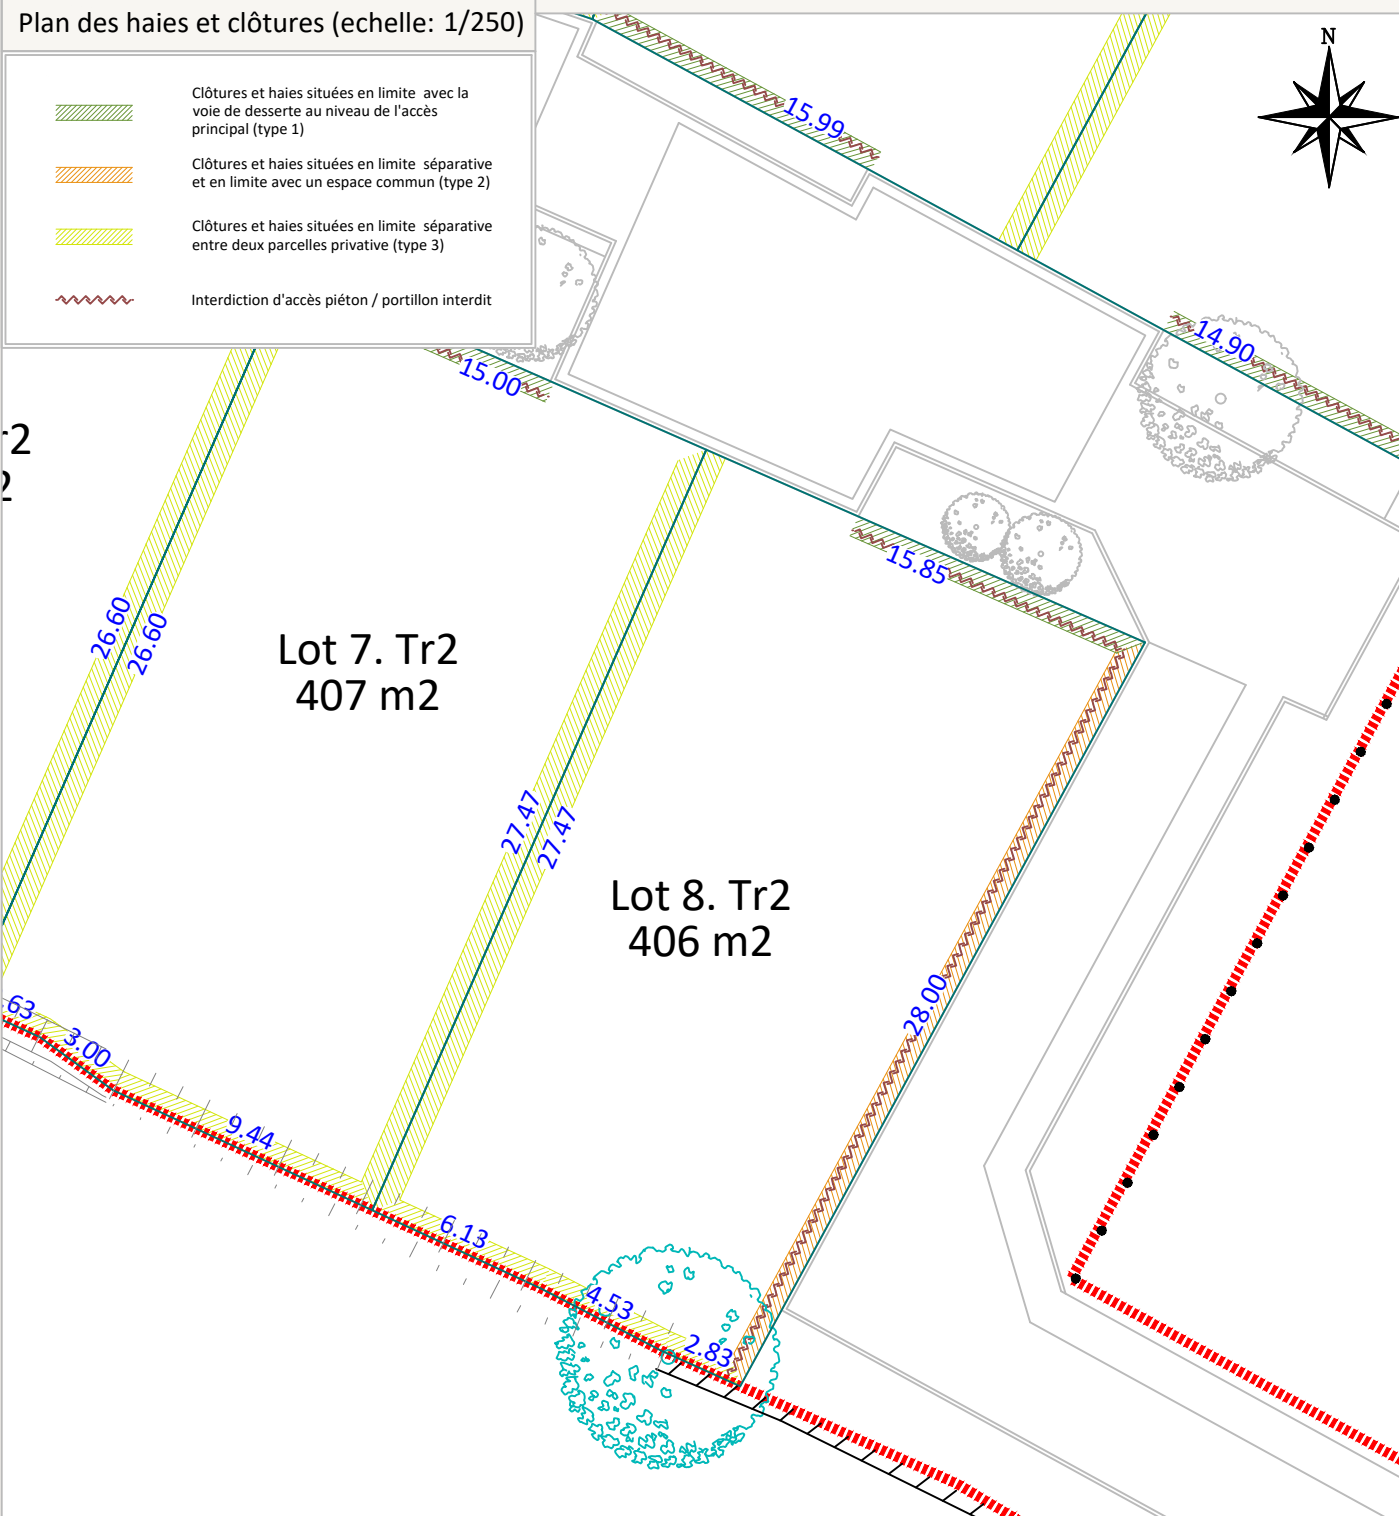 Plan des haies et clôtures (echelle: 1/250)
Clôtures et haies situées en limite avec la
voie de desserte au niveau de l'accès
principal (type 1)
Clôtures et haies situées en limite séparative
et en limite avec un espace commun (type 2)
Clôtures et haies situées en limite séparative
entre deux parcelles privative (type 3)
Interdiction d'accès piéton / portillon interdit
N
15.99
14.90
15.00
r2
2
15.85
26.60
26.60
Lot 7. Tr2
407 m2
27.47
27.47
Lot 8. Tr2
406 m2
28.00
.63
3.00
9.44
6.13
4.53
2.83